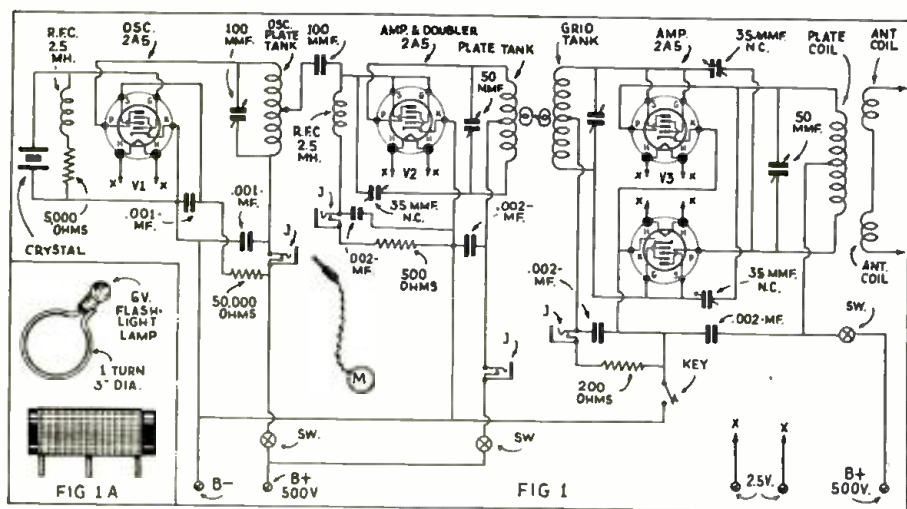 OSC.
2A5
R.F.C.
2.5
MH.
100
MMF.
OSC.
PLATE
TANK
100
MMF.
AMP. & DOUBLER
2A5
PLATE TANK
50
MMF.
GRID
TANK
AMP.
2A5
35-MMF.
N.C.
PLATE
COIL
ANT
COIL
S
G
P
K
H
H
X
X
V1
5,000
OHMS
CRYSTAL
.001-
MF.
.001-
MF.
50,000
OHMS
J
R.F.C
2.5
MH.
S
G
P
K
H
H
X
X
V2
35 MMF.
N.C.
J
.002-
MF.
500
OHMS
.002-
MF.
J
S
G
P
K
H
H
X
X
V3
X
X
H
H
K
P
G
S
50
MMF.
ANT.
COIL
35 MMF.
N.C.
.002-
MF.
.002-MF.
J
200
OHMS
KEY
SW.
6V.
FLASH-
LIGHT
LAMP
1 TURN
3" DIA.
M
FIG 1A
SW.
SW
B-
B+
500V
FIG 1
X
X
2.5V.
B+
500V.